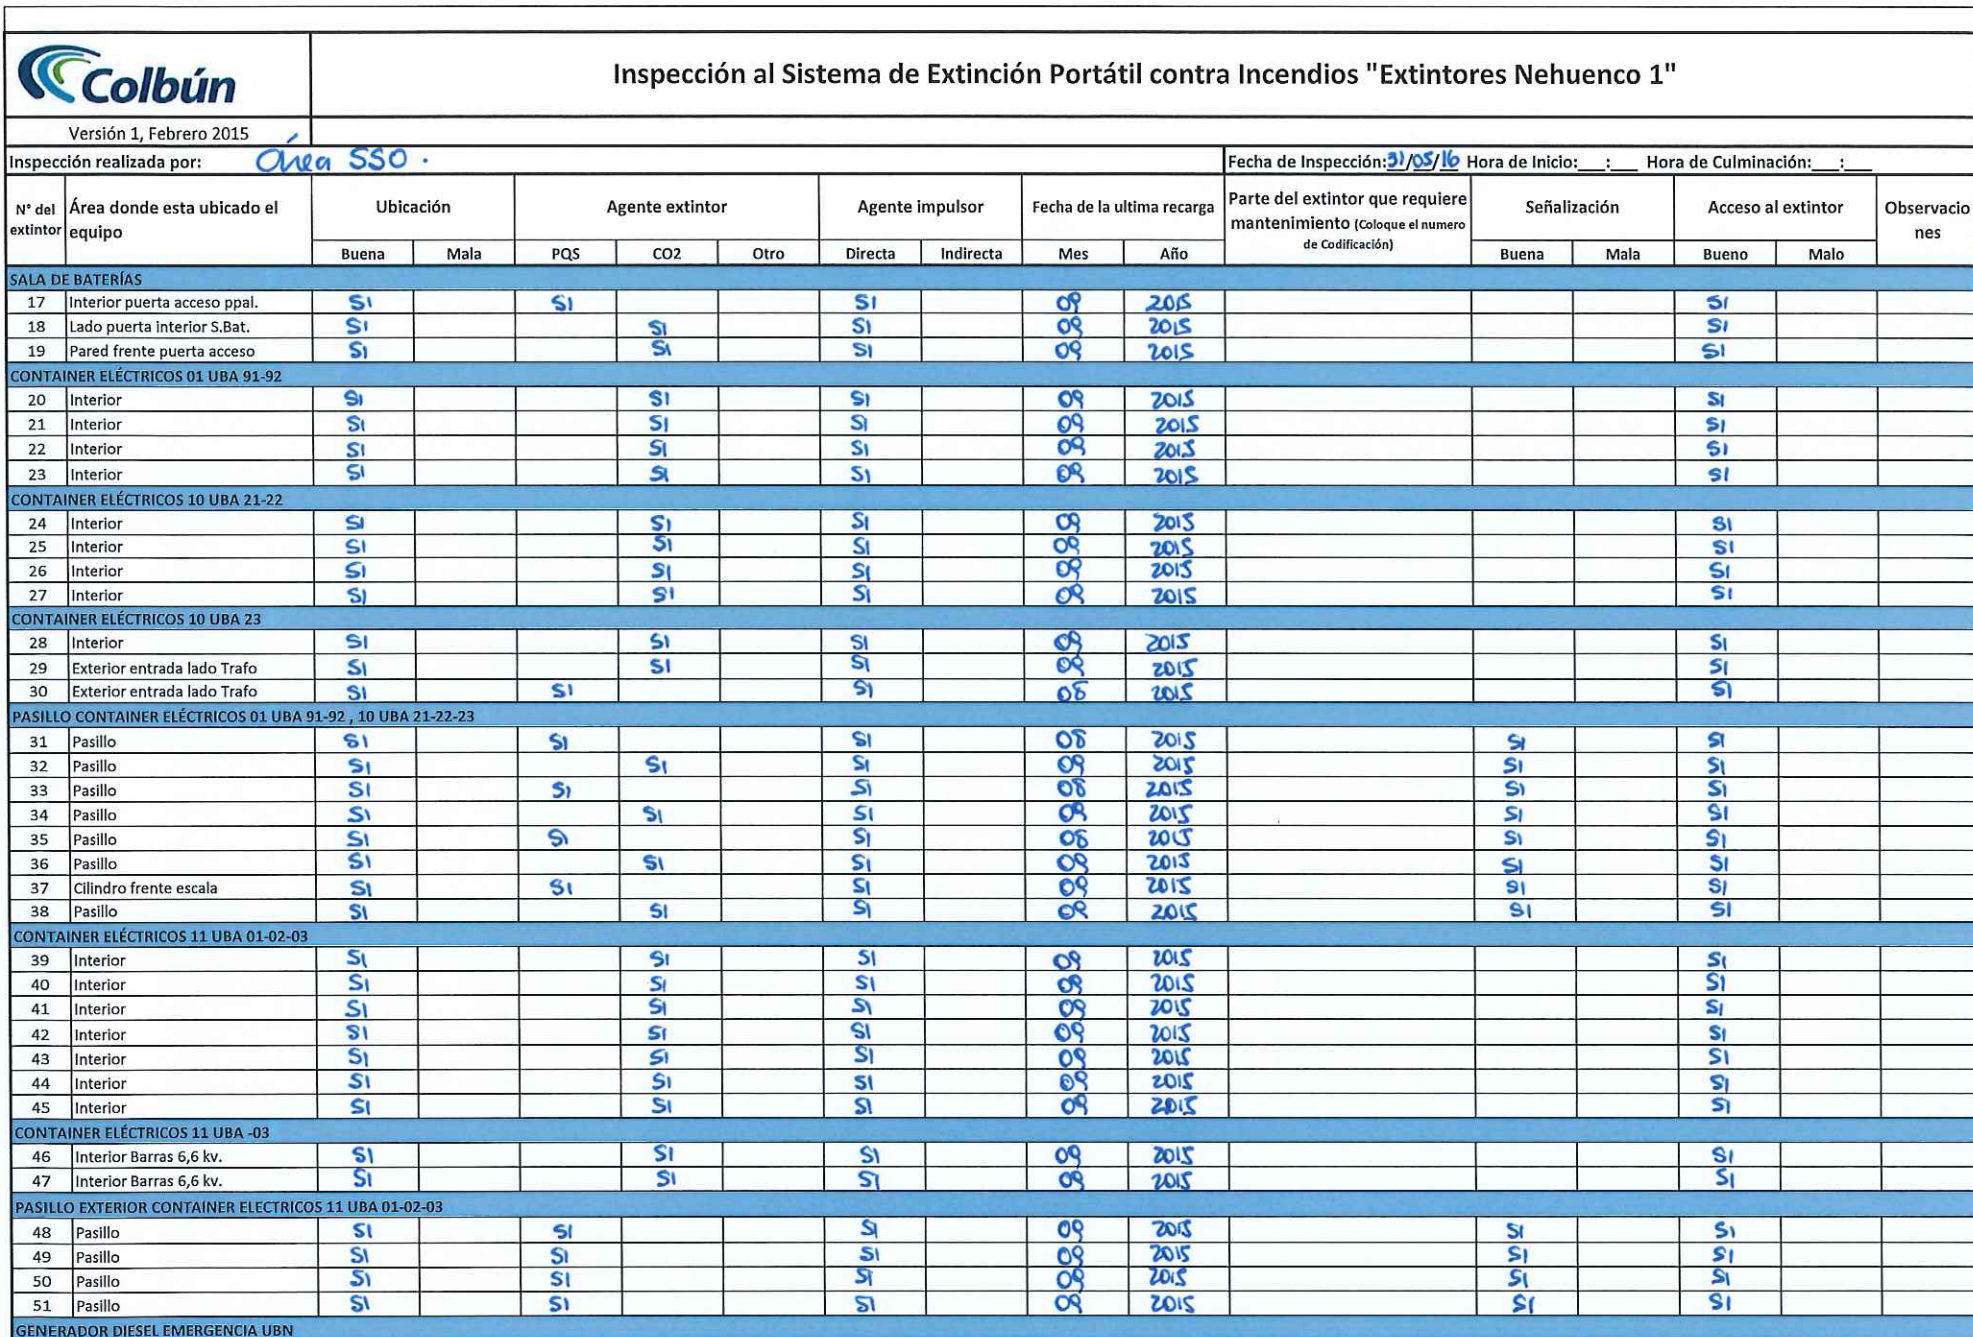 Colbún
Inspección al Sistema de Extinción Portátil contra Incendios "Extintores Nehuenco 1"
Versión 1, Febrero 2015
Inspección realizada por: Área SSO . Fecha de Inspección: 31/05/16 Hora de Inicio:__:__ Hora de Culminación:__:__
N° del extintor Área donde esta ubicado el equipo Ubicación Agente extintor Agente impulsor Fecha de la ultima recarga Parte del extintor que requiere mantenimiento (Coloque el numero de Codificación) Señalización Acceso al extintor Observaciones
Buena Mala PQS CO2 Otro Directa Indirecta Mes Año Buena Mala Bueno Malo
SALA DE BATERÍAS
17 Interior puerta acceso ppal. SI SI SI 09 2015 SI
18 Lado puerta interior S.Bat. SI SI SI 09 2015 SI
19 Pared frente puerta acceso SI SI SI 09 2015 SI
CONTAINER ELÉCTRICOS 01 UBA 91-92
20 Interior SI SI SI 09 2015 SI
21 Interior SI SI SI 09 2015 SI
22 Interior SI SI SI 09 2015 SI
23 Interior SI SI SI 09 2015 SI
CONTAINER ELÉCTRICOS 10 UBA 21-22
24 Interior SI SI SI 09 2015 SI
25 Interior SI SI SI 09 2015 SI
26 Interior SI SI SI 09 2015 SI
27 Interior SI SI SI 09 2015 SI
CONTAINER ELÉCTRICOS 10 UBA 23
28 Interior SI SI SI 09 2015 SI
29 Exterior entrada lado Trafo SI SI SI 09 2015 SI
30 Exterior entrada lado Trafo SI SI SI 08 2015 SI
PASILLO CONTAINER ELÉCTRICOS 01 UBA 91-92 , 10 UBA 21-22-23
31 Pasillo SI SI SI 08 2015 SI SI
32 Pasillo SI SI SI 09 2015 SI SI
33 Pasillo SI SI SI 08 2015 SI SI
34 Pasillo SI SI SI 09 2015 SI SI
35 Pasillo SI SI SI 08 2015 SI SI
36 Pasillo SI SI SI 09 2015 SI SI
37 Cilindro frente escala SI SI SI 09 2015 SI SI
38 Pasillo SI SI SI 09 2015 SI SI
CONTAINER ELÉCTRICOS 11 UBA 01-02-03
39 Interior SI SI SI 09 2015 SI
40 Interior SI SI SI 09 2015 SI
41 Interior SI SI SI 09 2015 SI
42 Interior SI SI SI 09 2015 SI
43 Interior SI SI SI 09 2015 SI
44 Interior SI SI SI 09 2015 SI
45 Interior SI SI SI 09 2015 SI
CONTAINER ELÉCTRICOS 11 UBA -03
46 Interior Barras 6,6 kv. SI SI SI 09 2015 SI
47 Interior Barras 6,6 kv. SI SI SI 09 2015 SI
PASILLO EXTERIOR CONTAINER ELECTRICOS 11 UBA 01-02-03
48 Pasillo SI SI SI 09 2015 SI SI
49 Pasillo SI SI SI 09 2015 SI SI
50 Pasillo SI SI SI 09 2015 SI SI
51 Pasillo SI SI SI 09 2015 SI SI
GENERADOR DIESEL EMERGENCIA UBN